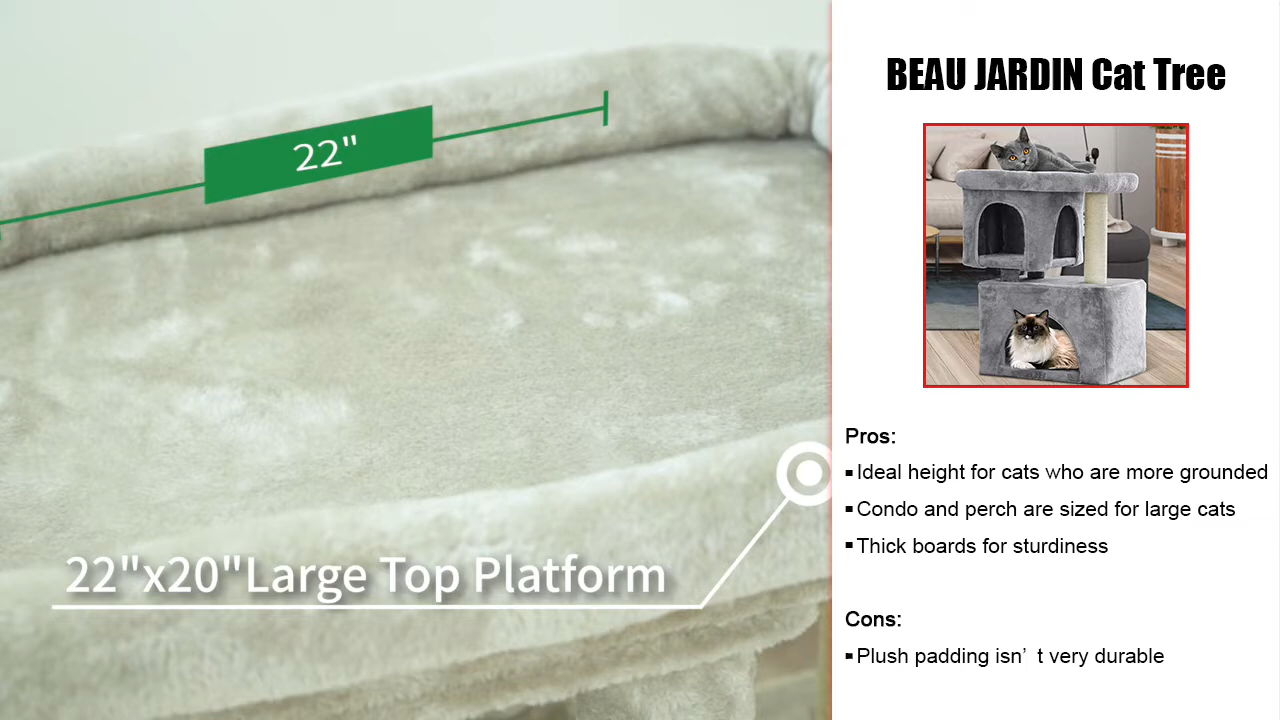 22"
22"x20"Large Top Platform
BEAU JARDIN Cat Tree
Pros:
▪Ideal height for cats who are more grounded
▪Condo and perch are sized for large cats
▪Thick boards for sturdiness
Cons:
▪Plush padding isn’ t very durable